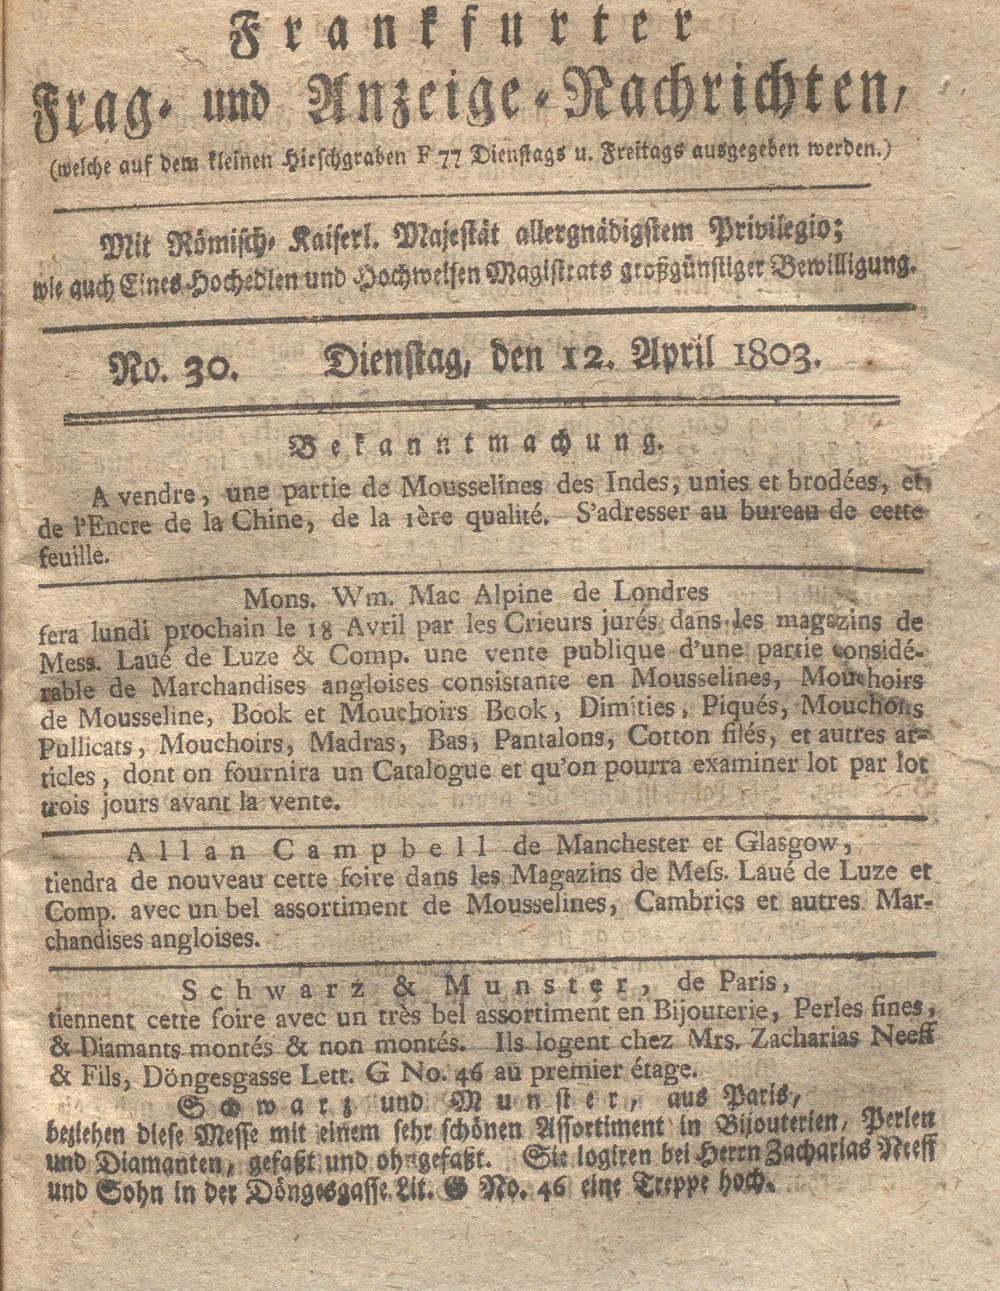 Frankfurter
Frag- und Anzeige-Nachrichten,
(welche auf dem kleinen Hirschgraben F 77 Dienstags u. Freitags ausgegeben werden.)
Mit Römisch- Kaiserl. Majestät allergnädigstem Privilegio;
wie auch Eines Hochedlen und Hochweisen Magistrats großgünstiger Bewilligung.
No. 30. Dienstag, den 12. April 1803.
Bekanntmachung.
A vendre, une partie de Mousselines des Indes, unies et brodées, et
de l'Encre de la Chine, de la 1ère qualité. S'adresser au bureau de cette
feuille.
Mons. Wm. Mac Alpine de Londres
fera lundi prochain le 18 Avril par les Crieurs jurés dans les magazins de
Mess. Laué de Luze & Comp. une vente publique d'une partie considé-
rable de Marchandises angloises consistante en Mousselines, Mouchoirs
de Mousseline, Book et Mouchoirs Book, Dimities, Piqués, Mouchoirs
Pullicats, Mouchoirs, Madras, Bas, Pantalons, Cotton filés, et autres ar-
ticles, dont on fournira un Catalogue et qu'on pourra examiner lot par lot
trois jours avant la vente.
Allan Campbell de Manchester et Glasgow,
tiendra de nouveau cette foire dans les Magazins de Meſs. Laué de Luze et
Comp. avec un bel assortiment de Mousselines, Cambrics et autres Mar-
chandises angloises.
Schwarz & Munster, de Paris,
tiennent cette foire avec un très bel assortiment en Bijouterie, Perles fines,
& Diamants montés & non montés. Ils logent chez Mrs. Zacharias Neeff
& Fils, Döngesgasse Lett. G No. 46 au premier étage.
Schwarz und Munster, aus Paris,
beziehen diese Messe mit einem sehr schönen Assortiment in Bijouterien, Perlen
und Diamanten, gefaßt und ohngefaßt. Sie logiren bei Herrn Zacharias Neeff
und Sohn in der Döngesgasse Lit. G No. 46 eine Treppe hoch.